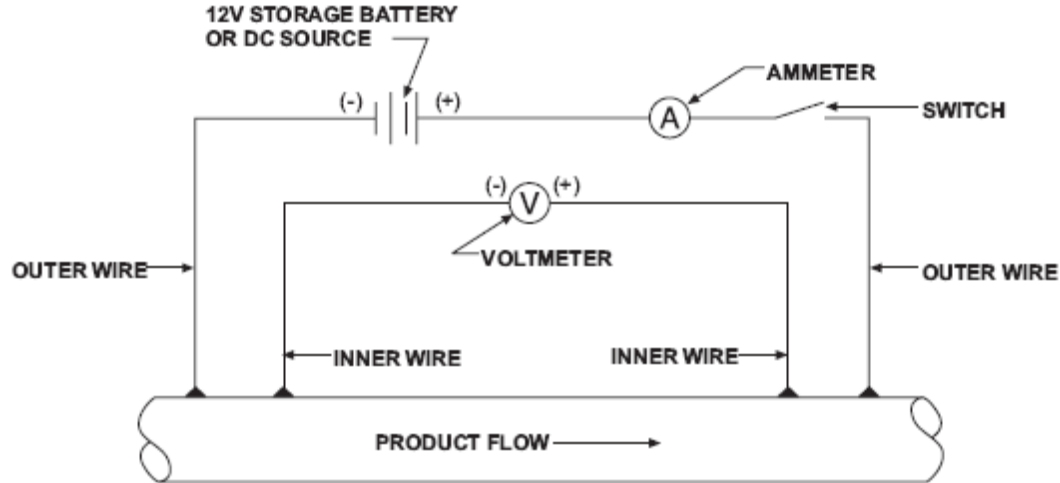 12V STORAGE BATTERY
OR DC SOURCE
AMMETER
(-) (+)
A
SWITCH
(-) (+)
V
VOLTMETER
OUTER WIRE
OUTER WIRE
INNER WIRE
INNER WIRE
PRODUCT FLOW